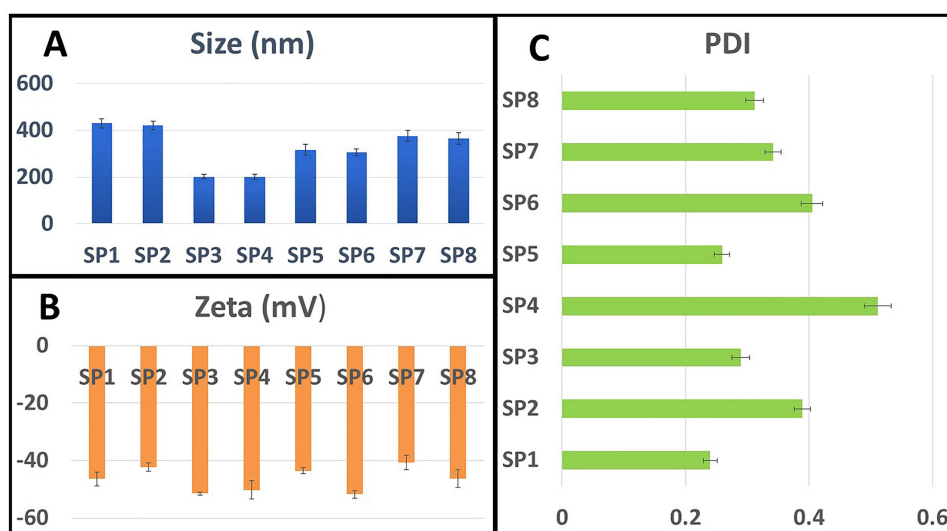 A
Size (nm)
600
400
200
0
SP1 SP2 SP3 SP4 SP5 SP6 SP7 SP8
B
Zeta (mV)
0
SP1 SP2 SP3 SP4 SP5 SP6 SP7 SP8
-20
-40
-60
C
PDI
SP8
SP7
SP6
SP5
SP4
SP3
SP2
SP1
0 0.2 0.4 0.6